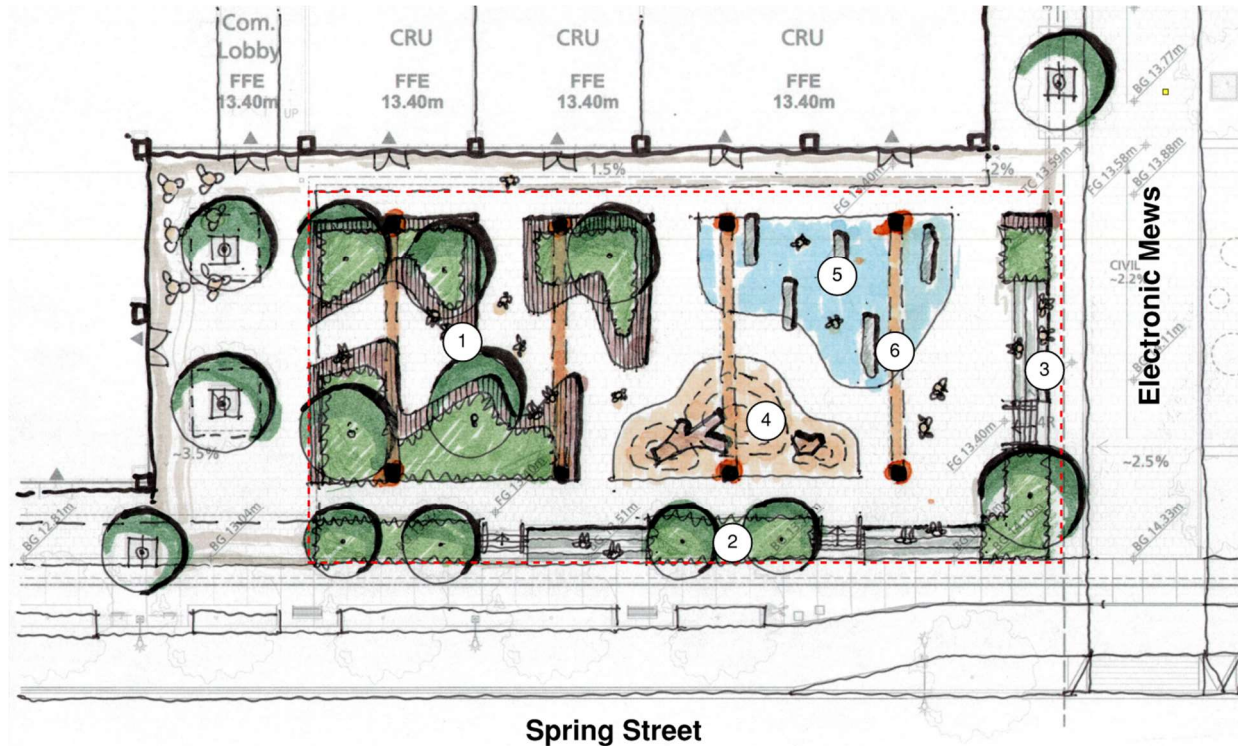 Com.
Lobby
FFE
13.40m
UP
CRU
FFE
13.40m
CRU
FFE
13.40m
CRU
FFE
13.40m
BG 13.77m
1.5%
~2%
FG 13.40m
FG 13.58m
BG 13.88m
Electronic Mews
CIVIL
~2.2%
1
2
3
4
5
6
4R
FG 13.40m
~3.5%
~2.5%
BG 12.81m
BG 13.04m
BG 14.33m
Spring Street